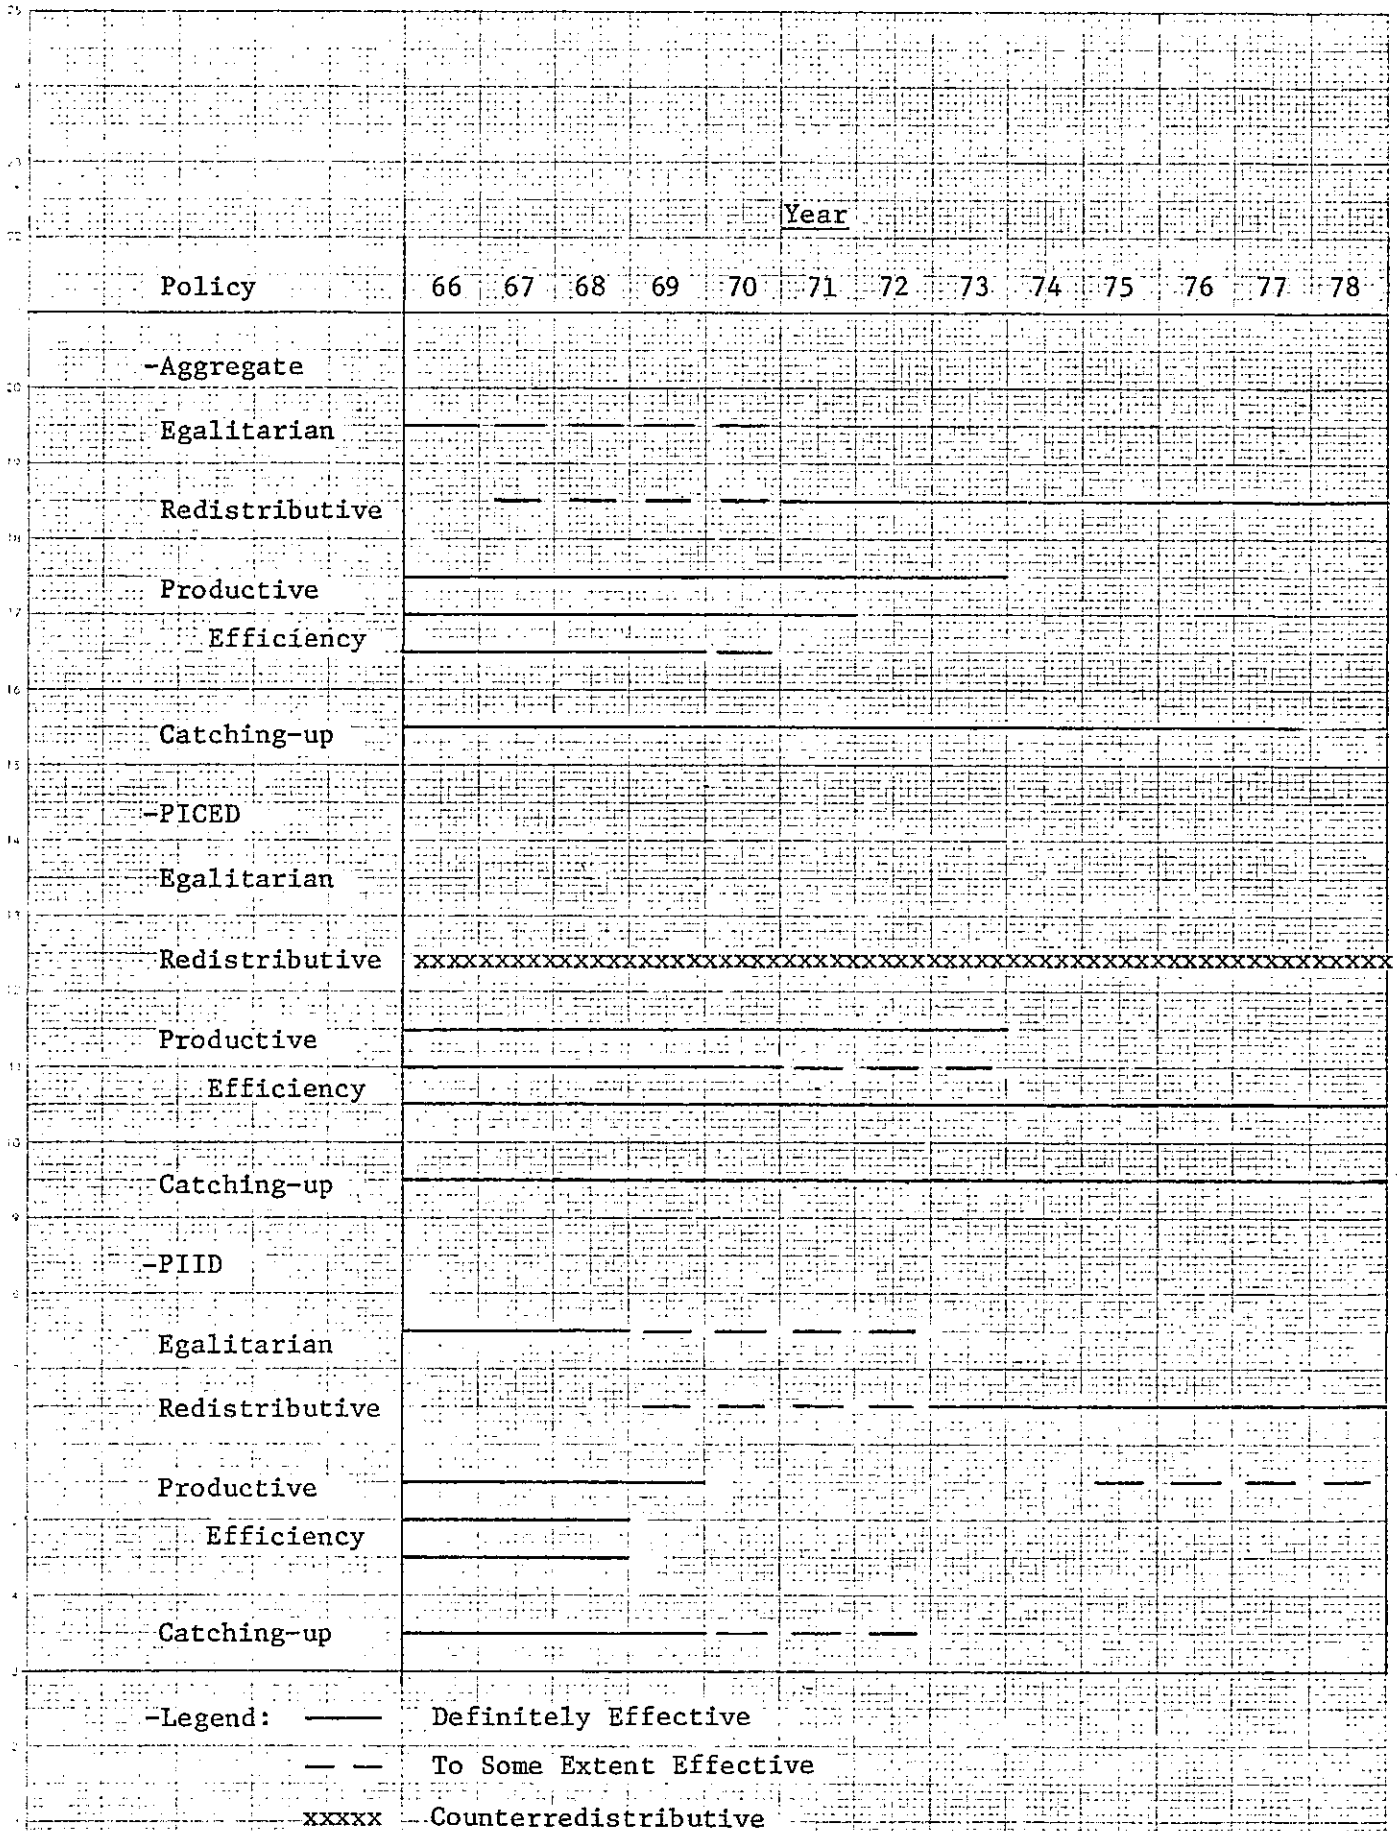 Year
Policy 66 67 68 69 70 71 72 73 74 75 76 77 78
-Aggregate
Egalitarian
Redistributive
Productive
Efficiency
Catching-up
-PICED
Egalitarian
Redistributive xxxxxxxxxxxxxxxxxxxxxxxxxxxxxxxxxxxxxxxxxxxxxxxxxxxxxxxxxxxxxxxxxxxxxxxxxxxxxxxxxxxxxxxx
Productive
Efficiency
Catching-up
-PIID
Egalitarian
Redistributive
Productive
Efficiency
Catching-up
-Legend: Definitely Effective
To Some Extent Effective
xxxxx Counterredistributive